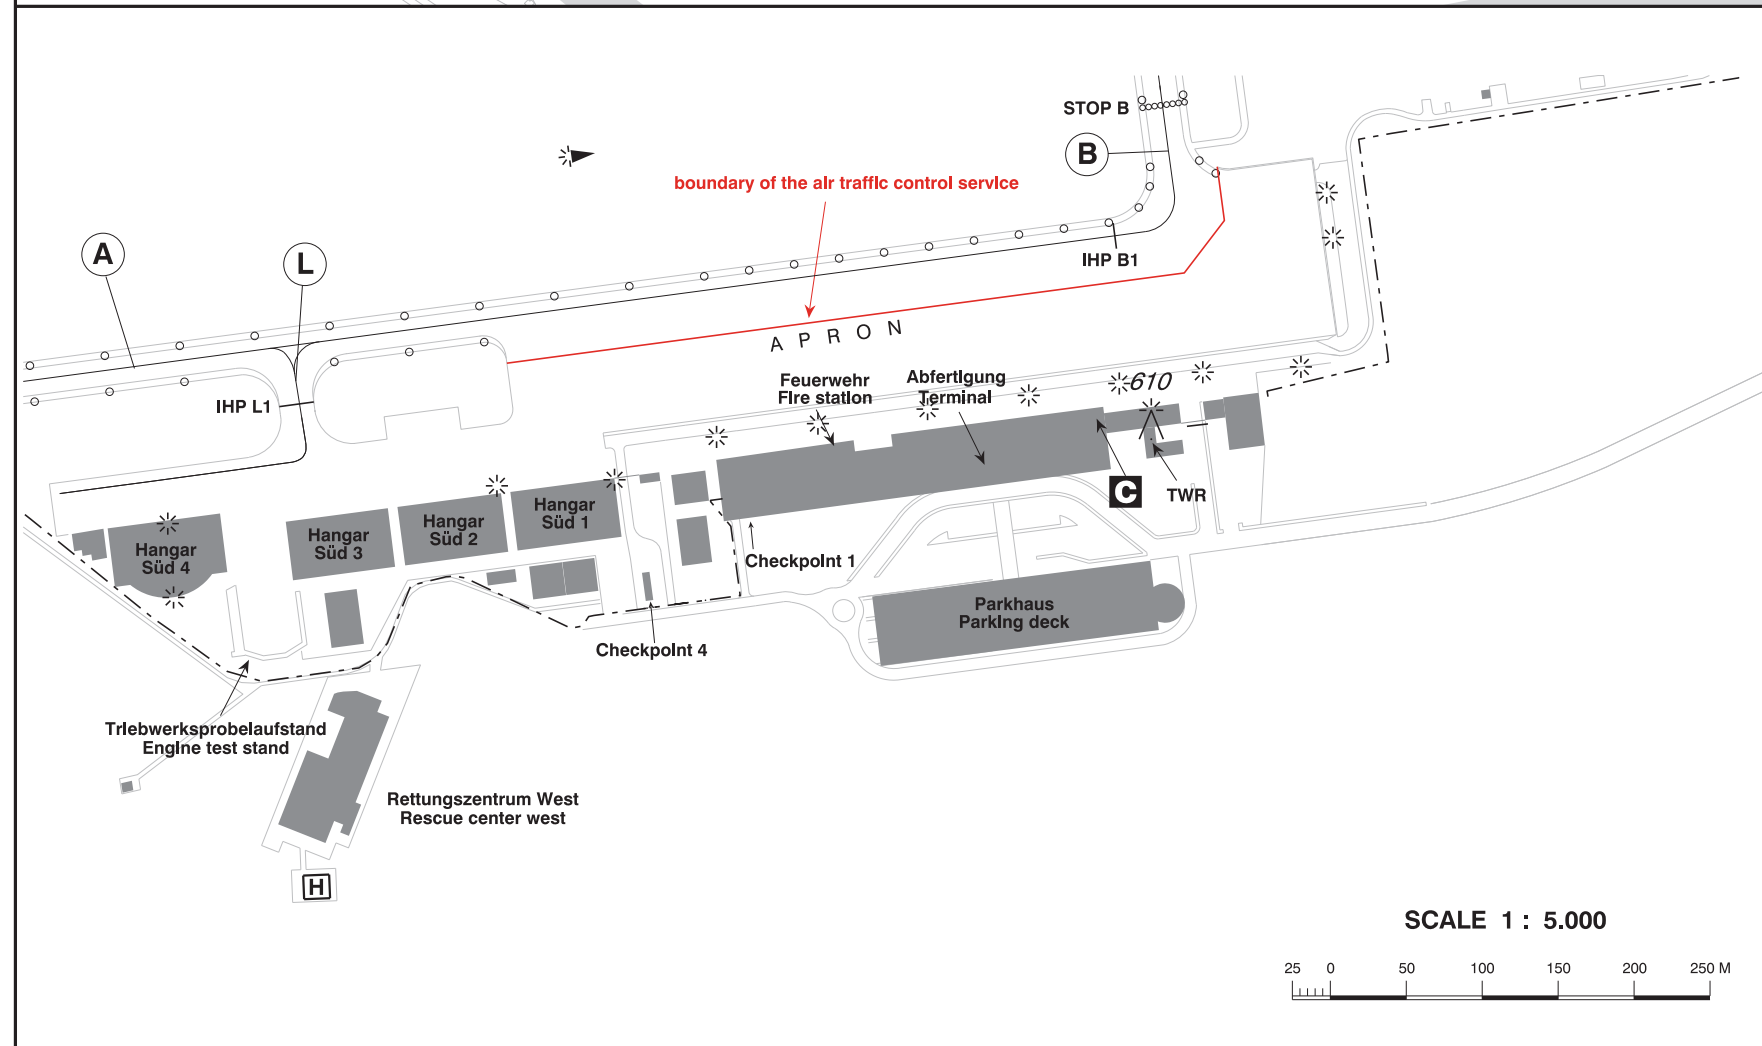 STOP B
B
boundary of the air traffic control service
A
L
IHP B1
APRON
Feuerwehr
Fire station
Abfertigung
Terminal
610
IHP L1
C
TWR
Hangar
Süd 1
Hangar
Süd 2
Hangar
Süd 3
Hangar
Süd 4
Checkpoint 1
Parkhaus
Parking deck
Checkpoint 4
Triebwerksprobelaufstand
Engine test stand
Rettungszentrum West
Rescue center west
H
SCALE 1 : 5.000
25 0 50 100 150 200 250 M